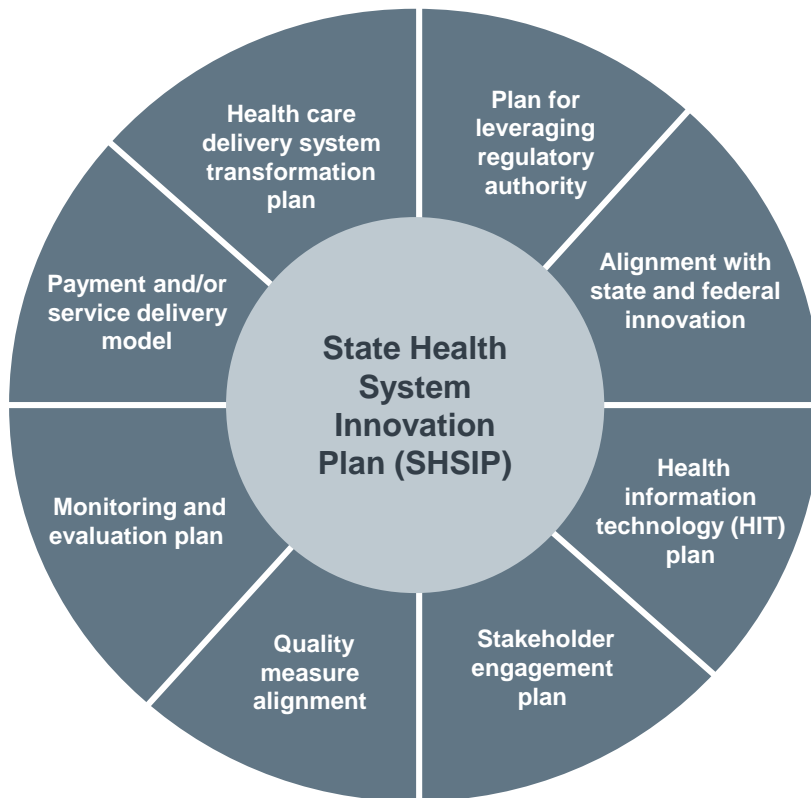 Health care
delivery system
transformation
plan
Plan for
leveraging
regulatory
authority
Alignment with
state and federal
innovation
Health
information
technology (HIT)
plan
Stakeholder
engagement
plan
Quality
measure
alignment
Monitoring and
evaluation plan
Payment and/or
service delivery
model
State Health
System
Innovation
Plan (SHSIP)